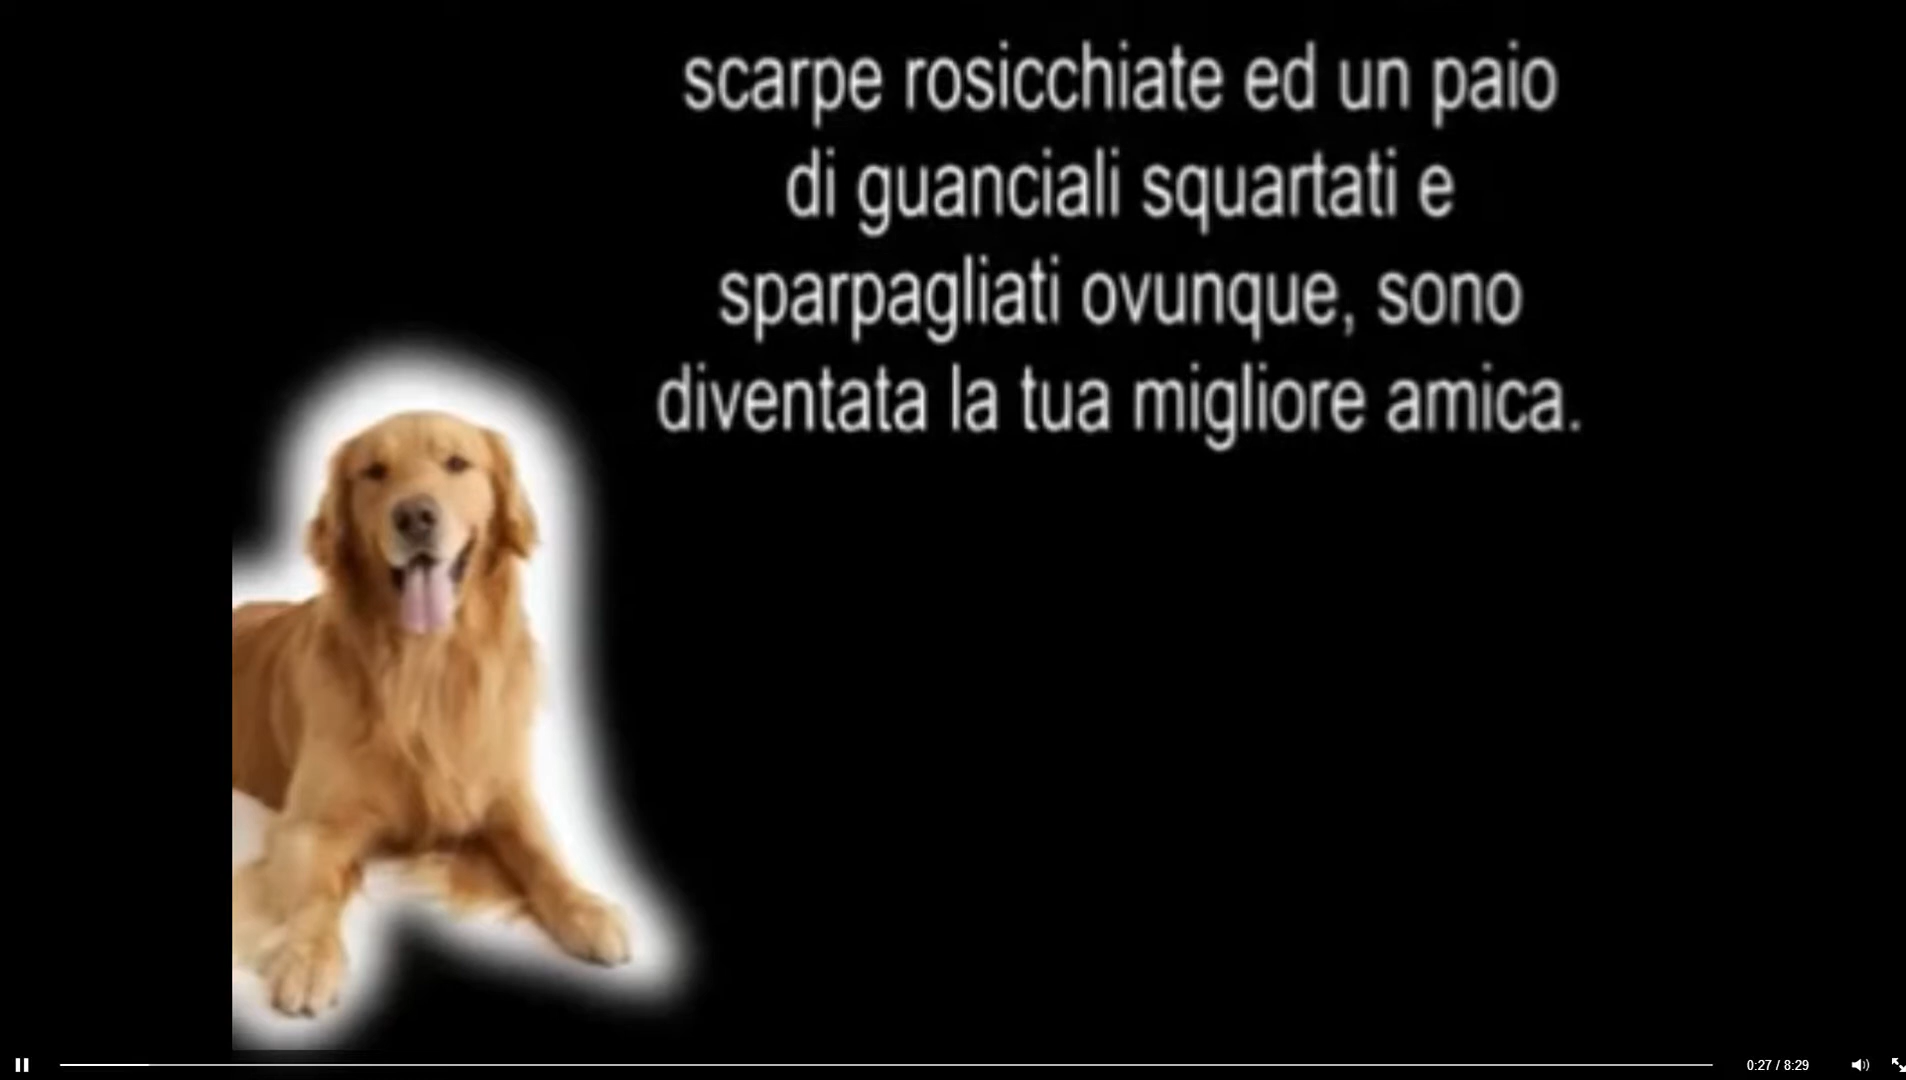 scarpe rosicchiate ed un paio
di guanciali squartati e
sparpagliati ovunque, sono
diventata la tua migliore amica.
0:27 / 8:29